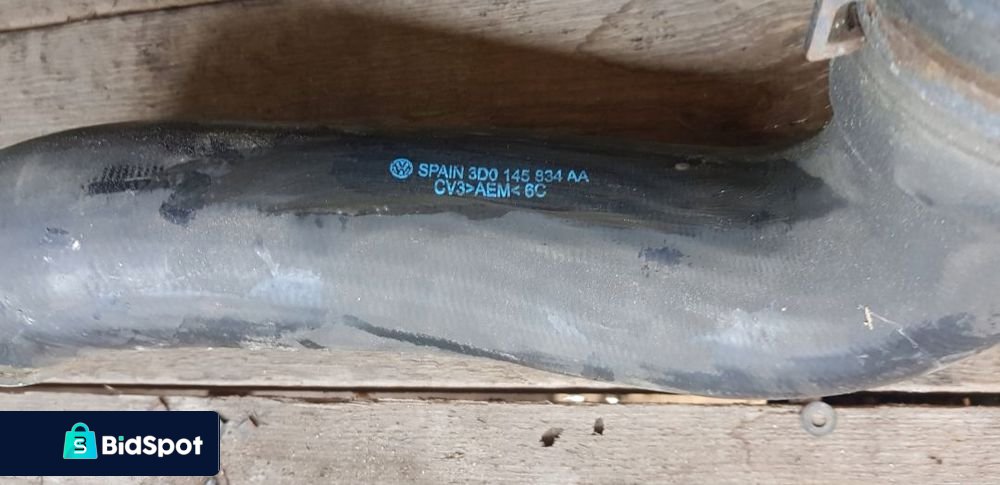 SPAIN 3D0 145 834 AA
CV3>AEM< 6C
BidSpot